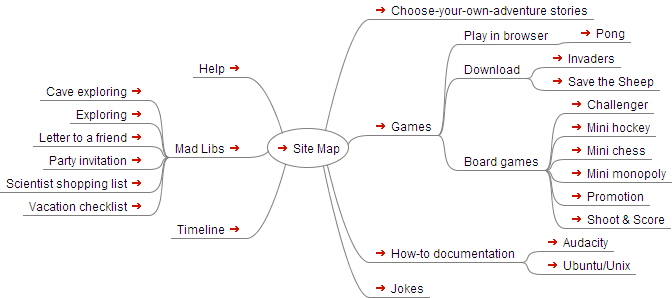 Choose-your-own-adventure stories
Play in browser
Pong
Help
Download
Invaders
Save the Sheep
Cave exploring
Exploring
Letter to a friend
Party invitation
Scientist shopping list
Vacation checklist
Mad Libs
Site Map
Games
Board games
Challenger
Mini hockey
Mini chess
Mini monopoly
Promotion
Shoot & Score
Timeline
How-to documentation
Audacity
Ubuntu/Unix
Jokes